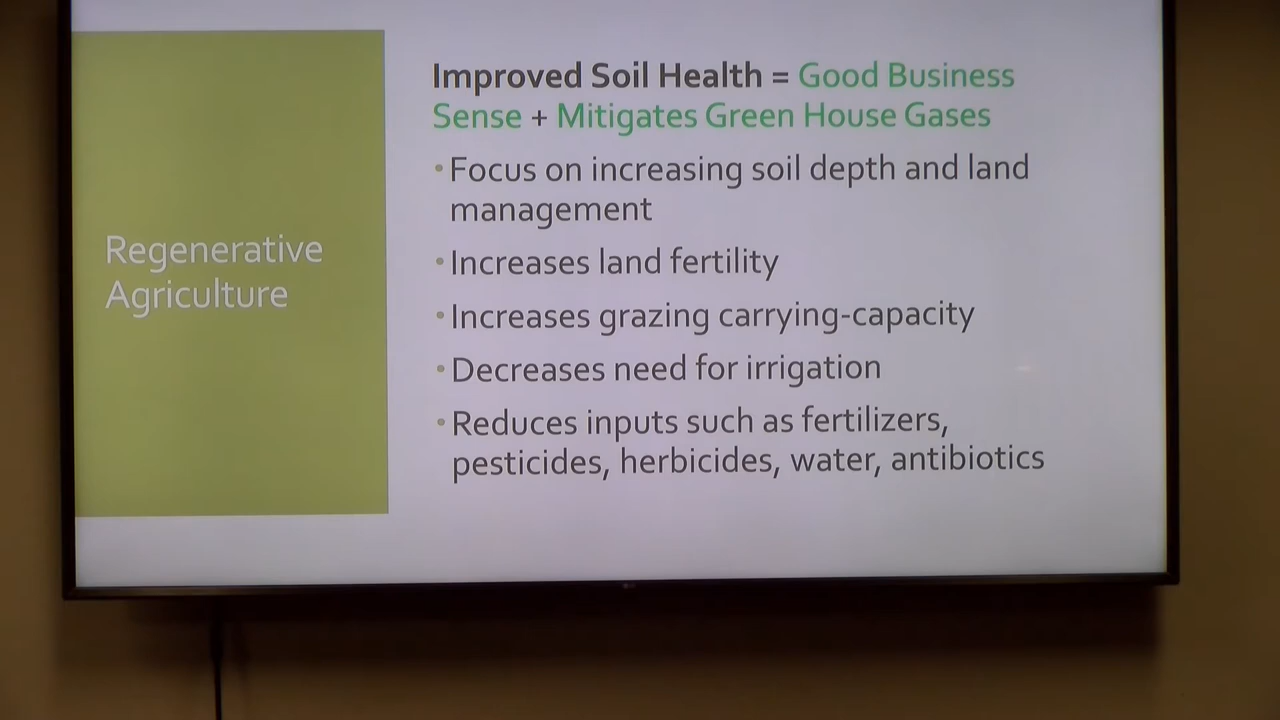 Regenerative
Agriculture
Improved Soil Health = Good Business
Sense + Mitigates Green House Gases
• Focus on increasing soil depth and land
management
• Increases land fertility
• Increases grazing carrying-capacity
• Decreases need for irrigation
• Reduces inputs such as fertilizers,
pesticides, herbicides, water, antibiotics